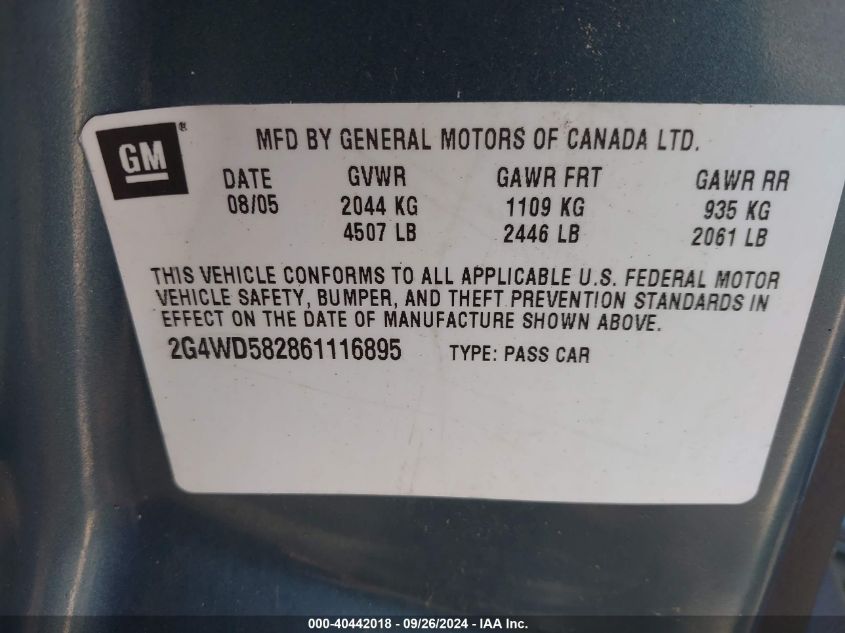 GM®
MFD BY GENERAL MOTORS OF CANADA LTD.
DATE GVWR GAWR FRT GAWR RR
08/05 2044 KG 1109 KG 935 KG
4507 LB 2446 LB 2061 LB
THIS VEHICLE CONFORMS TO ALL APPLICABLE U.S. FEDERAL MOTOR
VEHICLE SAFETY, BUMPER, AND THEFT PREVENTION STANDARDS IN
EFFECT ON THE DATE OF MANUFACTURE SHOWN ABOVE.
2G4WD582861116895 TYPE: PASS CAR
000-40442018 - 09/26/2024 - IAA Inc.